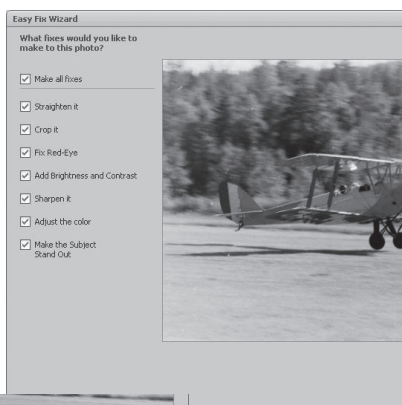 Easy Fix Wizard
What fixes would you like to
make to this photo?
Make all fixes
Straighten it
Crop it
Fix Red-Eye
Add Brightness and Contrast
Sharpen it
Adjust the color
Make the Subject
Stand Out